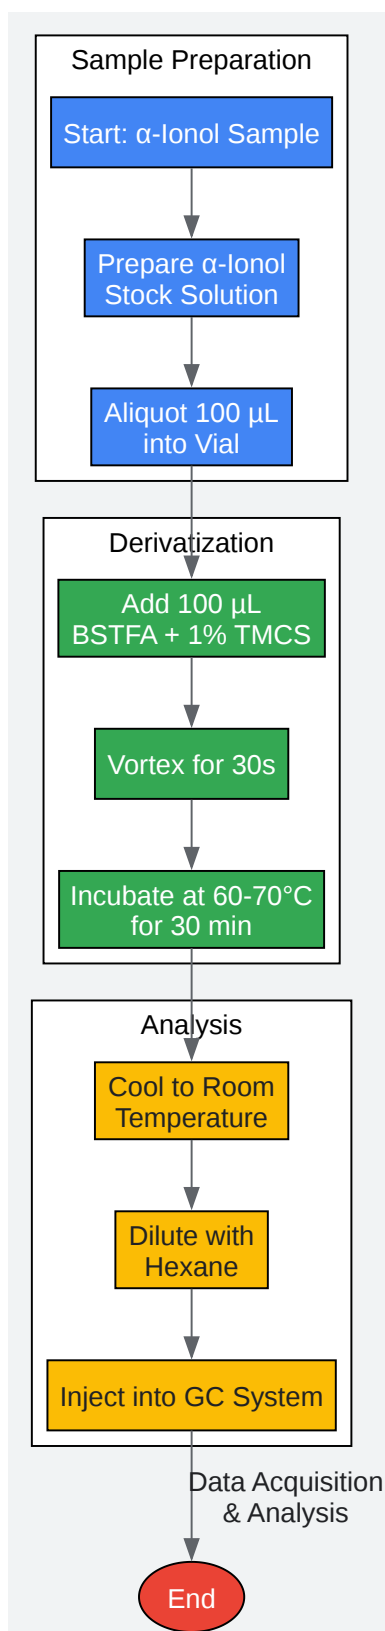 Sample Preparation
Start: α-Ionol Sample
Prepare α-Ionol
Stock Solution
Aliquot 100 µL
into Vial
Derivatization
Add 100 µL
BSTFA + 1% TMCS
Vortex for 30s
Incubate at 60-70°C
for 30 min
Analysis
Cool to Room
Temperature
Dilute with
Hexane
Inject into GC System
Data Acquisition
& Analysis
End